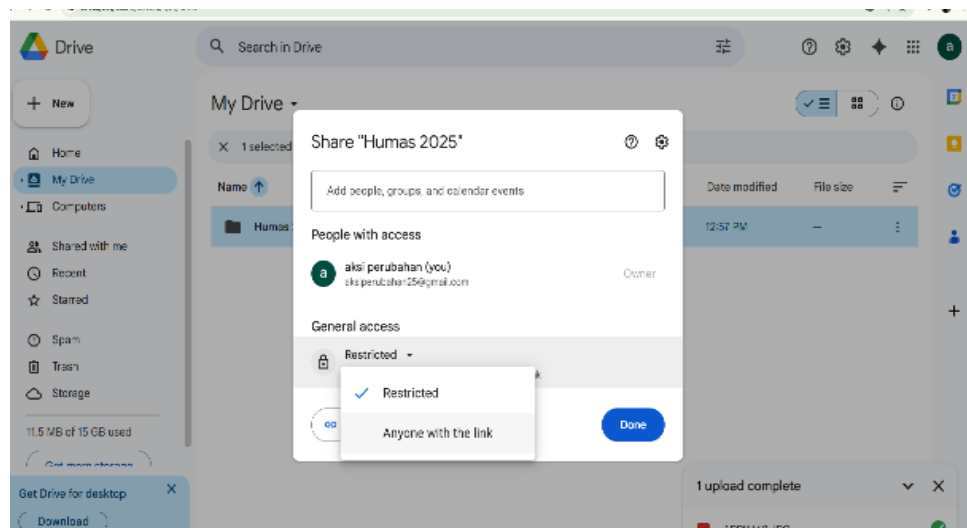 Drive
Search in Drive
a
New
My Drive
Home
1 selected
My Drive
Computers
Shared with me
Recent
Starred
Spam
Trash
Storage
11.5 MB of 15 GB used
Get more storage
Get Drive for desktop
Download
Name
Date modified
File size
Humas
12:57 PM
Share "Humas 2025"
Add people, groups, and calendar events
People with access
a
aksi perubahan (you)
aksiperubahan25@gmail.com
Owner
General access
Restricted
Restricted
Anyone with the link
Done
1 upload complete